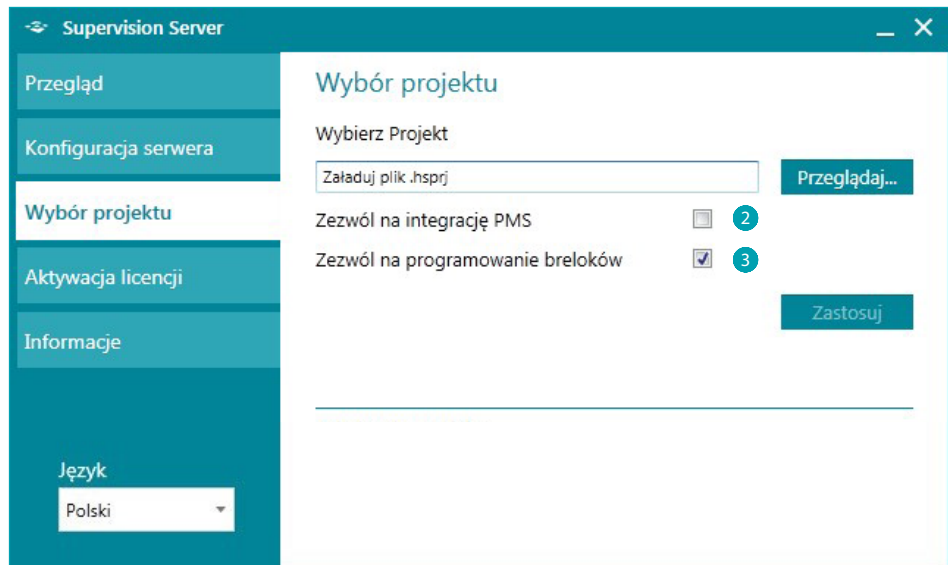 Supervision Server
Przegląd
Konfiguracja serwera
Wybór projektu
Aktywacja licencji
Informacje
Język
Polski
Wybór projektu
Wybierz Projekt
Załaduj plik .hsprj
Przeglądaj...
Zezwól na integrację PMS
2
Zezwól na programowanie breloków
3
Zastosuj